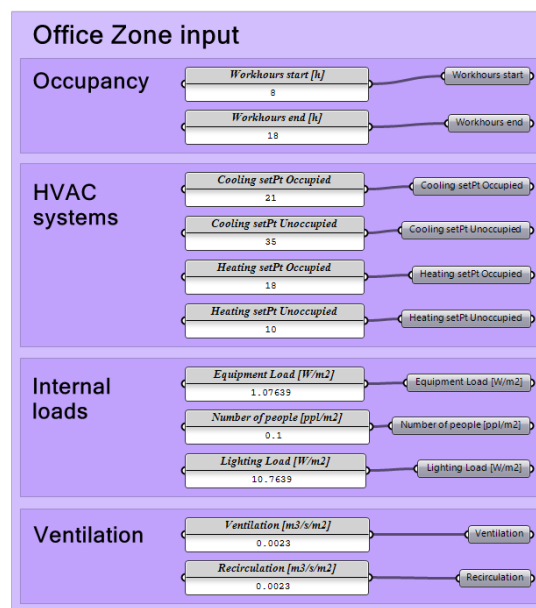 Office Zone input
Occupancy
Workhours start [h]
8
Workhours start
Workhours end [h]
18
Workhours end
HVAC
systems
Cooling setPt Occupied
21
Cooling setPt Occupied
Cooling setPt Unoccupied
35
Cooling setPt Unoccupied
Heating setPt Occupied
18
Heating setPt Occupied
Heating setPt Unoccupied
10
Heating setPt Unoccupied
Internal
loads
Equipment Load [W/m2]
1.07639
Equipment Load [W/m2]
Number of people [ppl/m2]
0.1
Number of people [ppl/m2]
Lighting Load [W/m2]
10.7639
Lighting Load [W/m2]
Ventilation
Ventilation [m3/s/m2]
0.0023
Ventilation
Recirculation [m3/s/m2]
0.0023
Recirculation